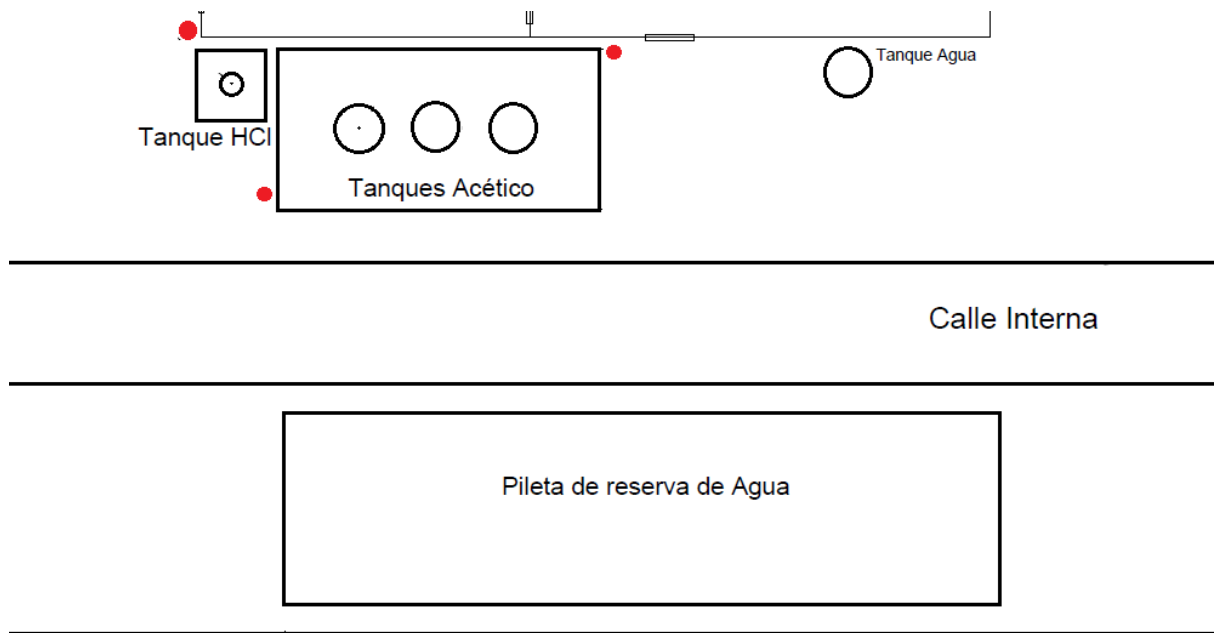 Tanque Agua
Tanque HCl
Tanques Acético
Calle Interna
Pileta de reserva de Agua